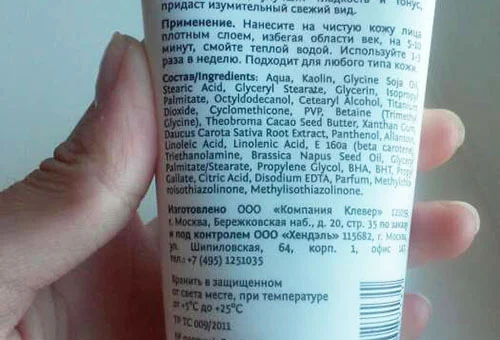 придаст изумительный свежий вид.
Применение. Нанесите на чистую кожу лица
плотным слоем, избегая области век, на 5-10
минут, смойте теплой водой. Используйте 1-3
раза в неделю. Подходит для любого типа кожи.
Состав/Ingredients: Aqua, Kaolin, Glycine Soja Oil,
Stearic Acid, Glyceryl Stearate, Glycerin, Isopropyl
Palmitate, Octyldodecanol, Cetearyl Alcohol, Titanium
Dioxide, Cyclomethicone, PVP, Betaine (Trimethyl
Glycine), Theobroma Cacao Seed Butter, Xanthan Gum,
Daucus Carota Sativa Root Extract, Panthenol, Allantoin,
Linoleic Acid, Linolenic Acid, E 160a (beta carotene),
Triethanolamine, Brassica Napus Seed Oil, Glyceryl
Palmitate/Stearate, Propylene Glycol, BHA, BHT,
Gallate, Citric Acid, Disodium EDTA, Parfum,
roisothiazolinone, Methylisothiazolinone.
Изготовлено ООО «Компания Клевер»
г. Москва, Бережковская наб., д. 20, стр. 35 по заказу
и под контролем ООО «Хендэль» 115682, г. Москва,
ул. Шипиловская, 64, корп. 1, офис 147
тел.: +7 (495) 1251035
Хранить в защищенном
от света месте, при температуре
от +5°C до +25°C
ТР ТС 009/2011